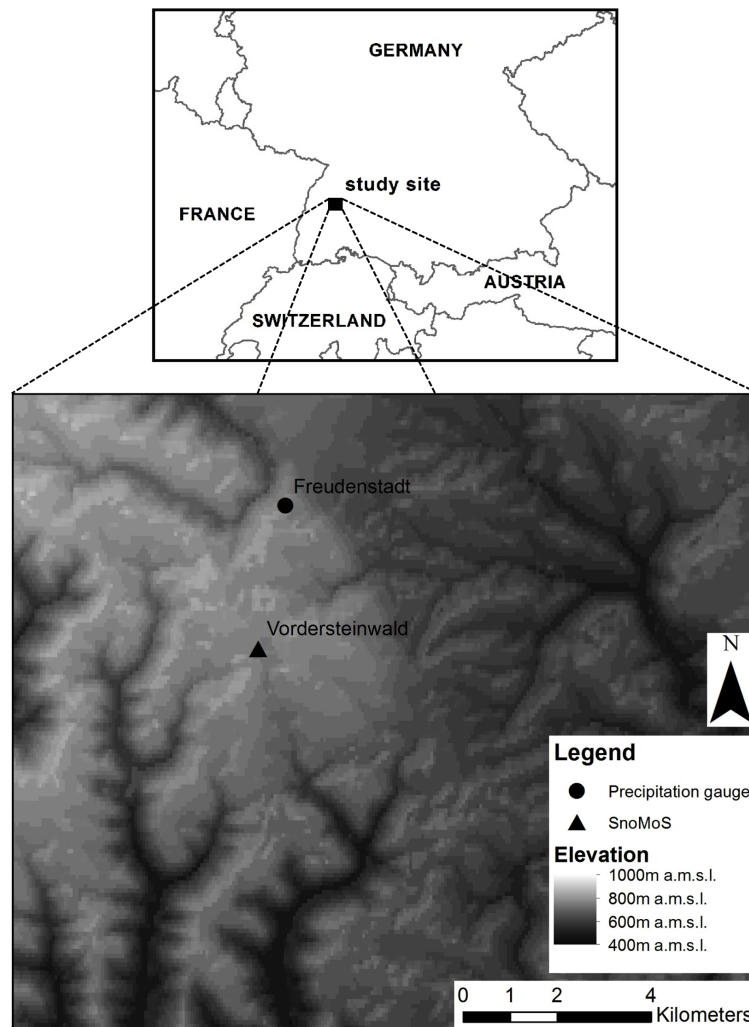 GERMANY
study site
FRANCE
AUSTRIA
SWITZERLAND
Freudenstadt
Vordersteinwald
N
Legend
Precipitation gauge
SnoMoS
Elevation
1000m a.m.s.l.
800m a.m.s.l.
600m a.m.s.l.
400m a.m.s.l.
0 1 2 4
Kilometers